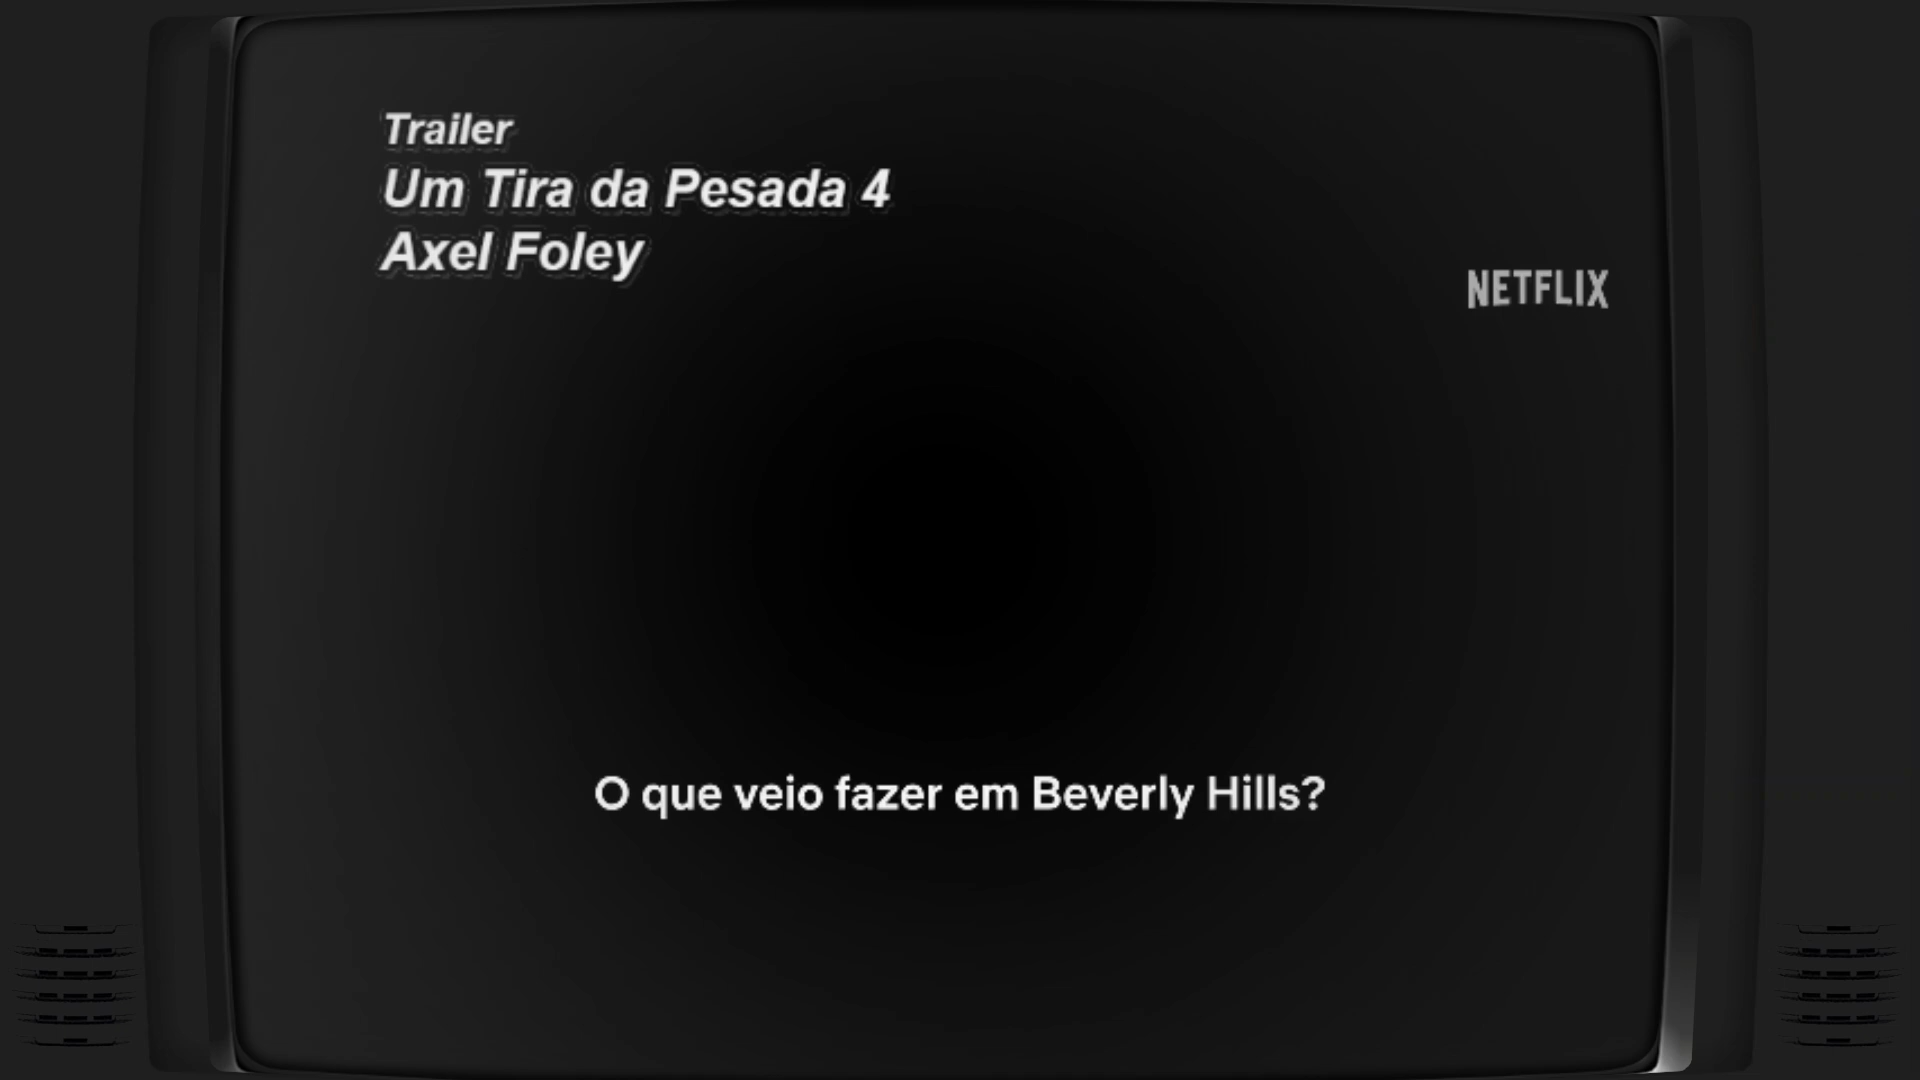 Trailer
Um Tira da Pesada 4
Axel Foley
NETFLIX
O que veio fazer em Beverly Hills?